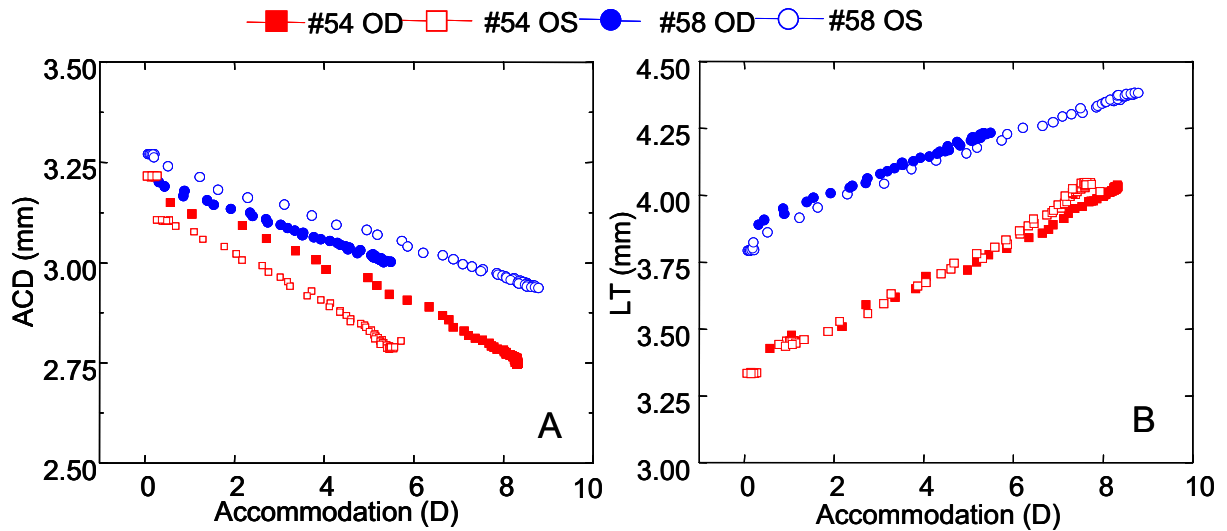 #54 OD #54 OS #58 OD #58 OS
3.50
3.25
3.00
2.75
2.50
ACD (mm)
0 2 4 6 8 10
Accommodation (D)
A
4.50
4.25
4.00
3.75
3.50
3.25
3.00
LT (mm)
0 2 4 6 8 10
Accommodation (D)
B